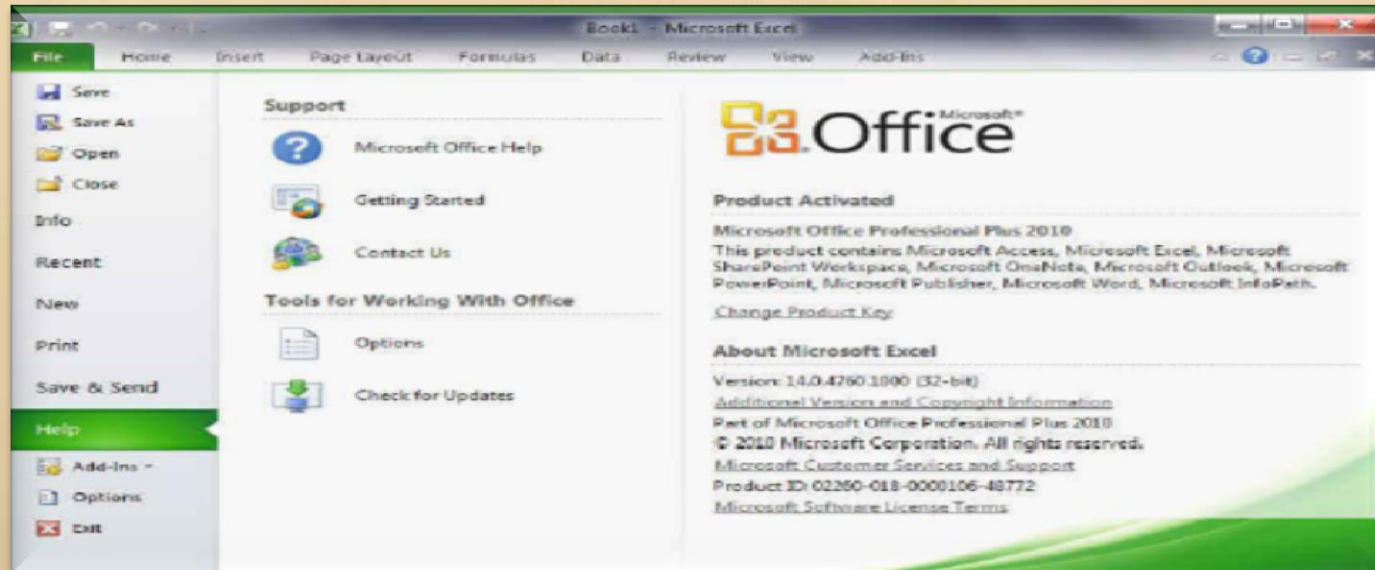 Book1 - Microsoft Excel
File Home Insert Page Layout Formulas Data Review View Add-Ins
Save
Save As
Open
Close
Info
Recent
New
Print
Save & Send
Help
Add-Ins
Options
Exit
Support
Microsoft Office Help
Getting Started
Contact Us
Tools for Working With Office
Options
Check for Updates
Microsoft®
Office
Product Activated
Microsoft Office Professional Plus 2010
This product contains Microsoft Access, Microsoft Excel, Microsoft
SharePoint Workspace, Microsoft OneNote, Microsoft Outlook, Microsoft
PowerPoint, Microsoft Publisher, Microsoft Word, Microsoft InfoPath.
Change Product Key
About Microsoft Excel
Version: 14.0.4760.1000 (32-bit)
Additional Version and Copyright Information
Part of Microsoft Office Professional Plus 2010
© 2010 Microsoft Corporation. All rights reserved.
Microsoft Customer Services and Support
Product ID: 02260-018-0000106-48772
Microsoft Software License Terms